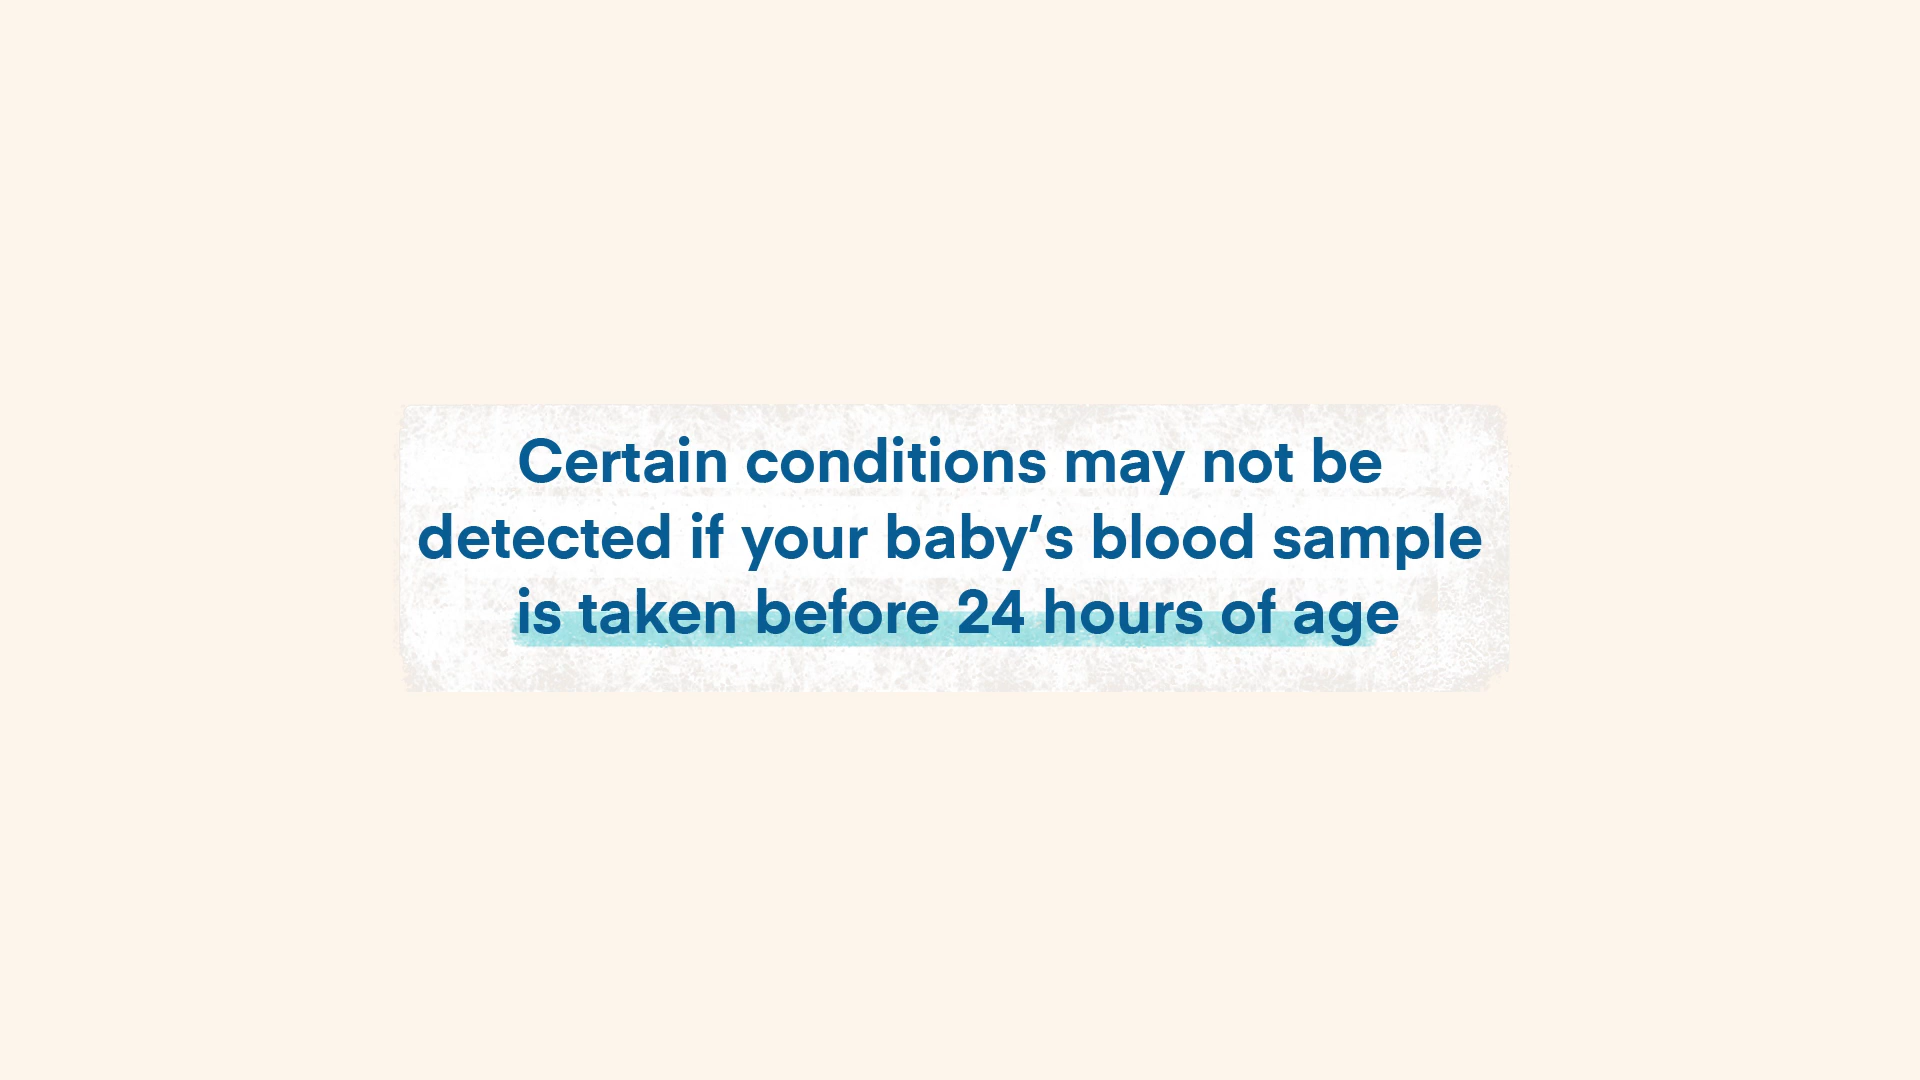 Certain conditions may not be
detected if your baby’s blood sample
is taken before 24 hours of age